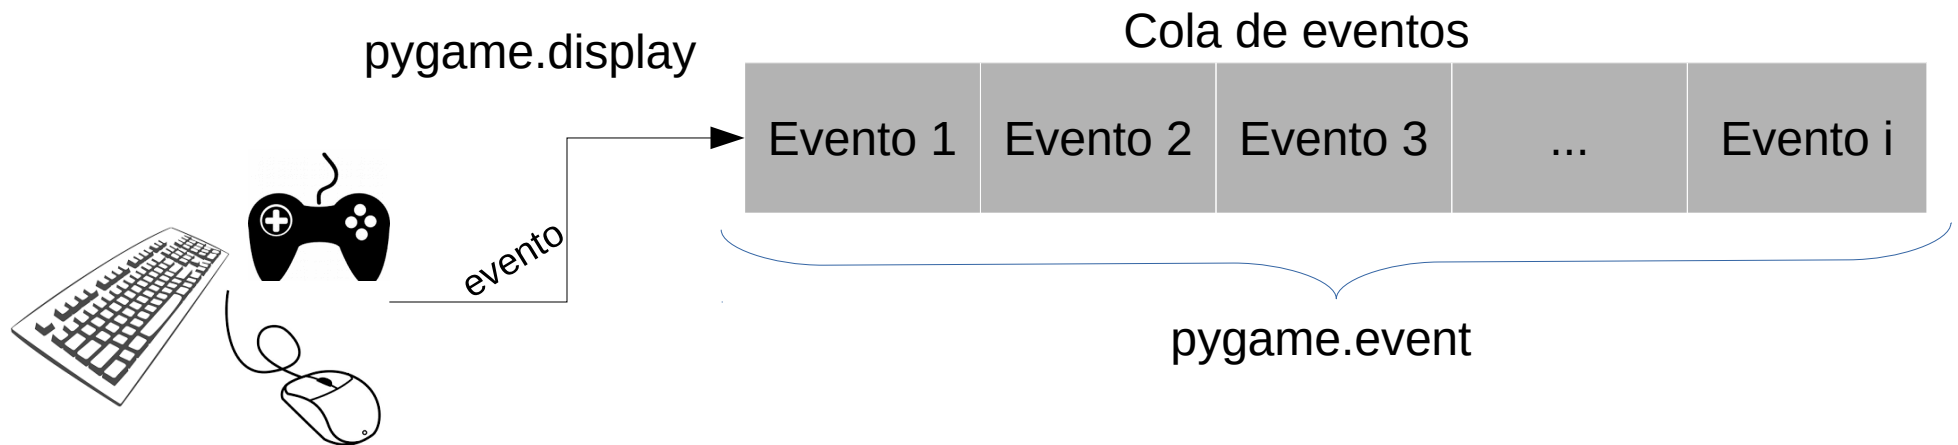 pygame.display
Cola de eventos
Evento 1 Evento 2 Evento 3 ... Evento i
evento
pygame.event